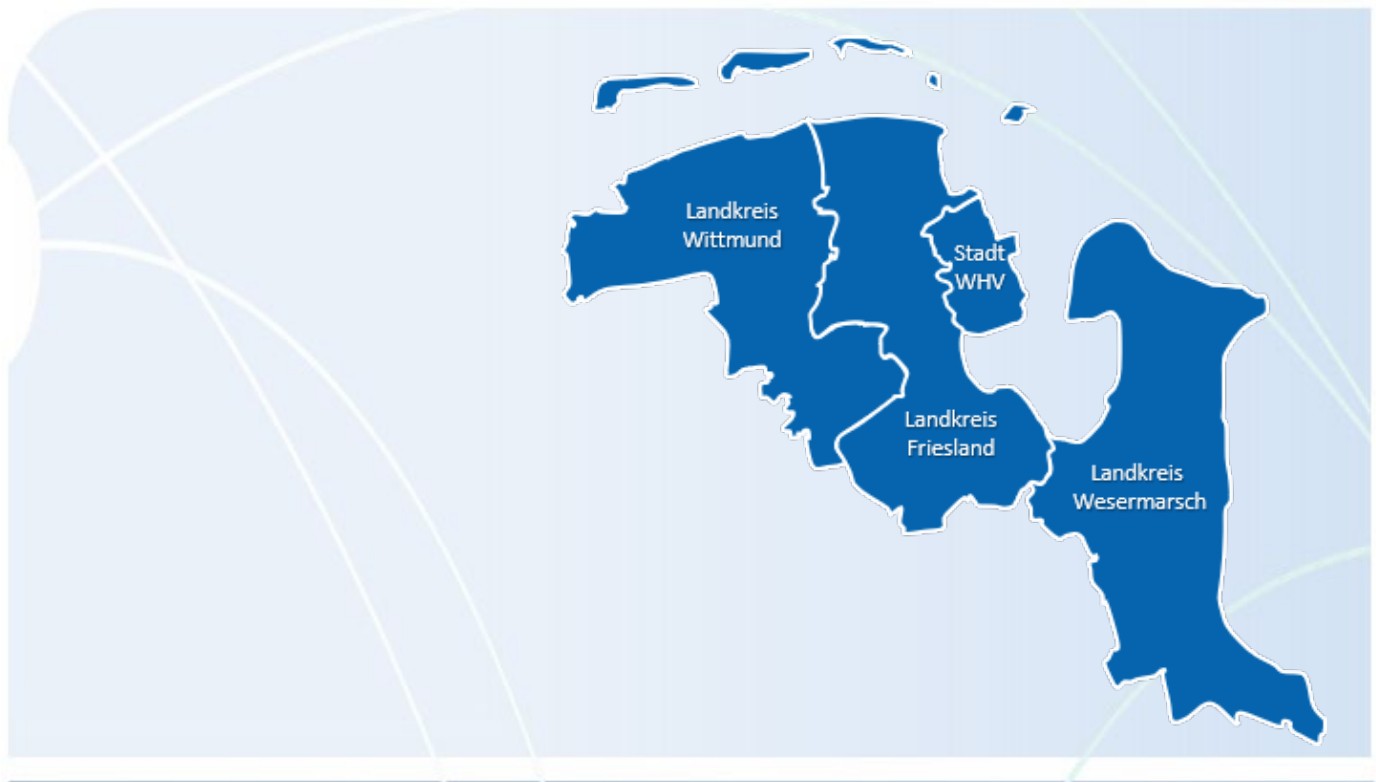 Landkreis
Wittmund
Stadt
WHV
Landkreis
Friesland
Landkreis
Wesermarsch